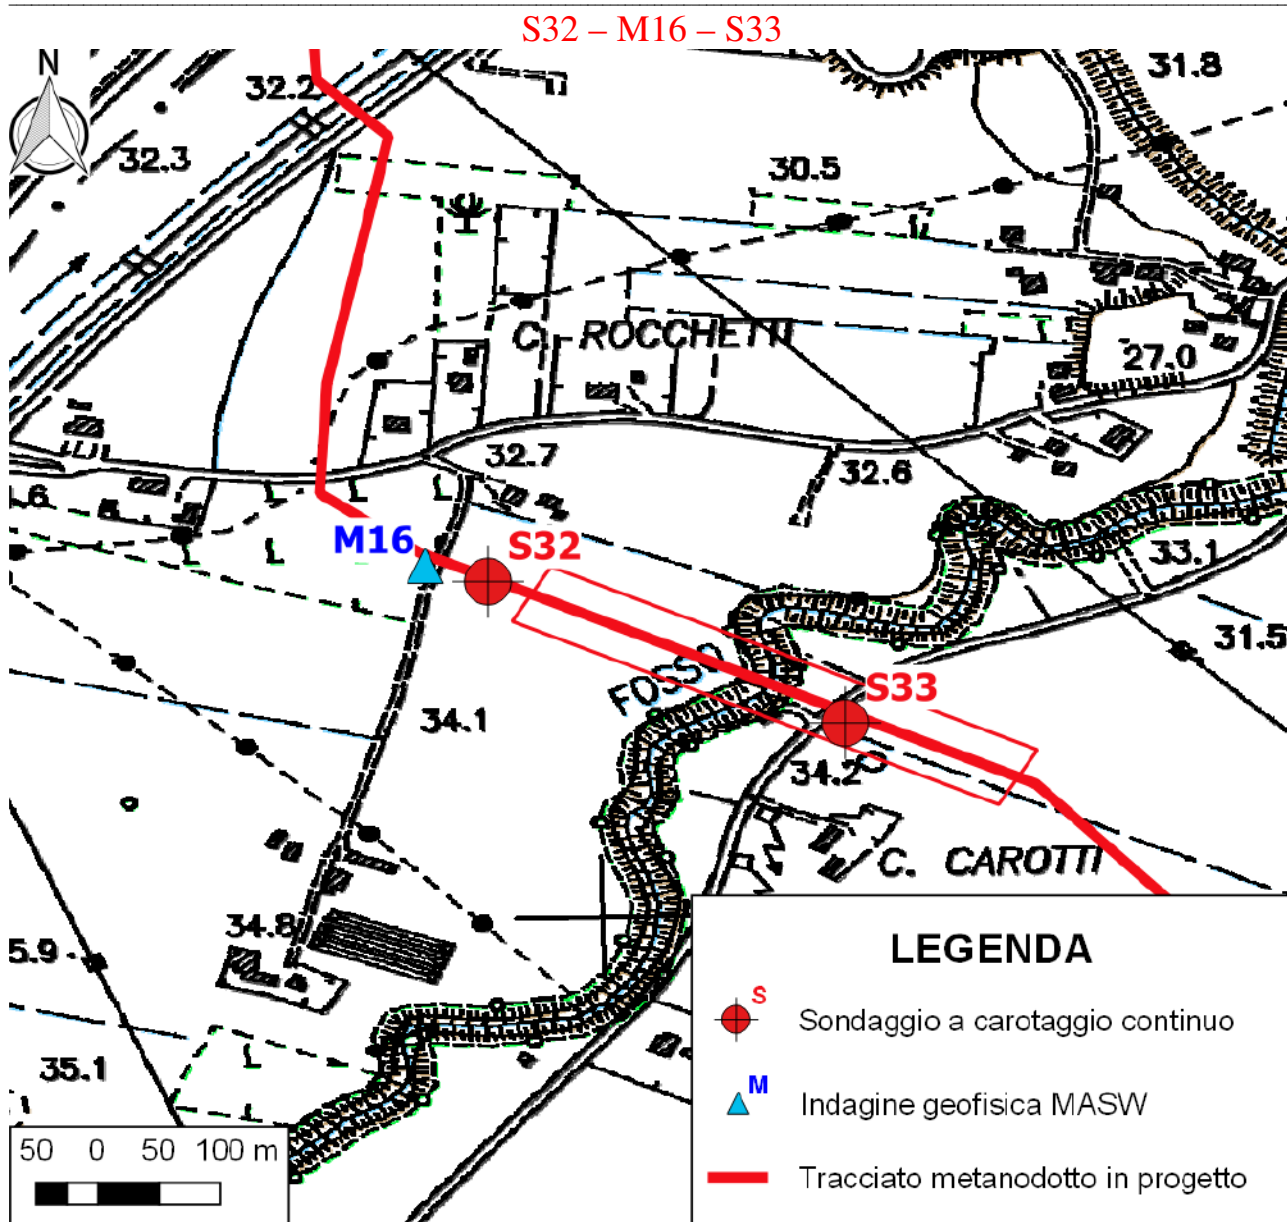 S32 – M16 – S33
N
32.2
31.8
32.3
30.5
C. ROCCHETTI
27.0
32.7
32.6
.6
M16
S32
33.1
31.5
FOSSO
S33
34.1
34.2
C. CAROTTI
34.8
5.9
35.1
LEGENDA
S
Sondaggio a carotaggio continuo
M
Indagine geofisica MASW
Tracciato metanodotto in progetto
50 0 50 100 m